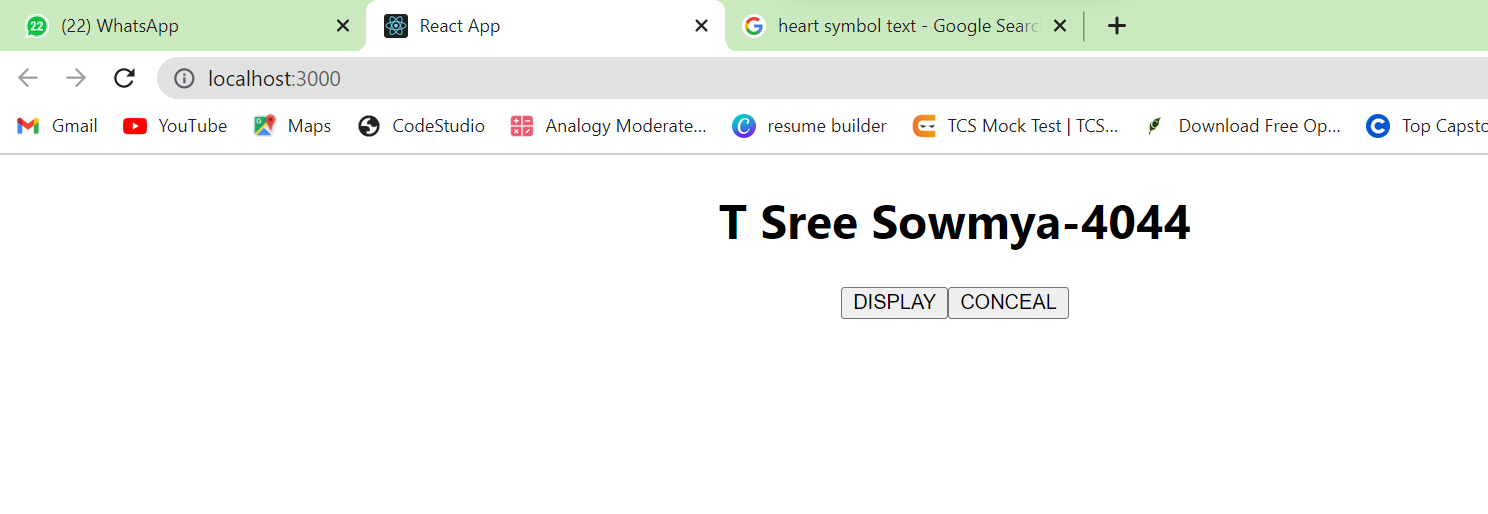 22 (22) WhatsApp React App heart symbol text - Google Searc
localhost:3000
Gmail YouTube Maps CodeStudio Analogy Moderate... resume builder TCS Mock Test | TCS... Download Free Op... Top Capsto
T Sree Sowmya-4044
DISPLAY CONCEAL